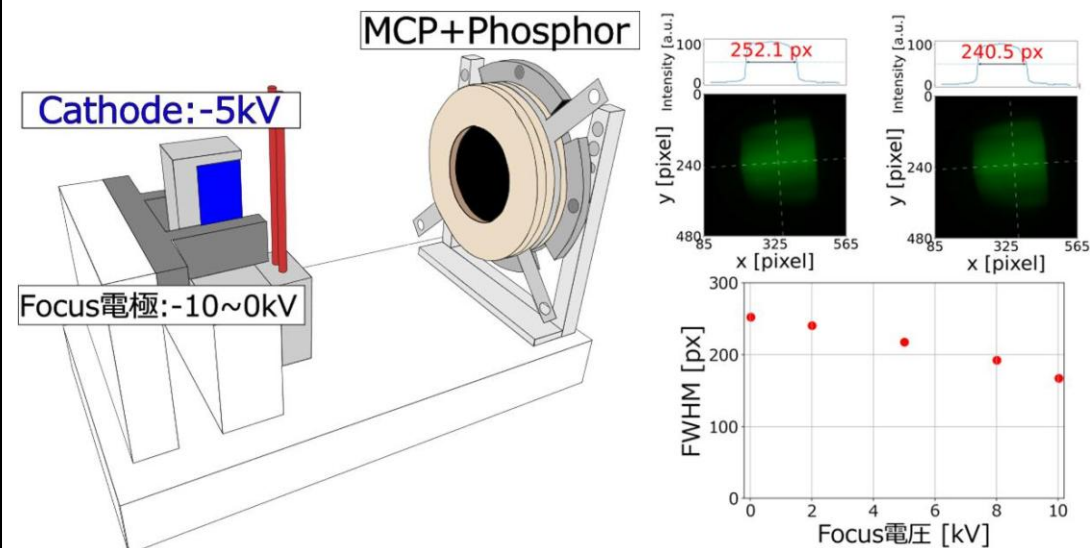 MCP+Phosphor
Cathode:-5kV
Focus電極:-10~0kV
Intensity [a.u.]
100
0
252.1 px
0
240
480
y [pixel]
85
325
565
x [pixel]
Intensity [a.u.]
100
0
240.5 px
0
240
480
y [pixel]
85
325
565
x [pixel]
300
200
100
0
FWHM [px]
0
2
4
6
8
10
Focus電圧 [kV]